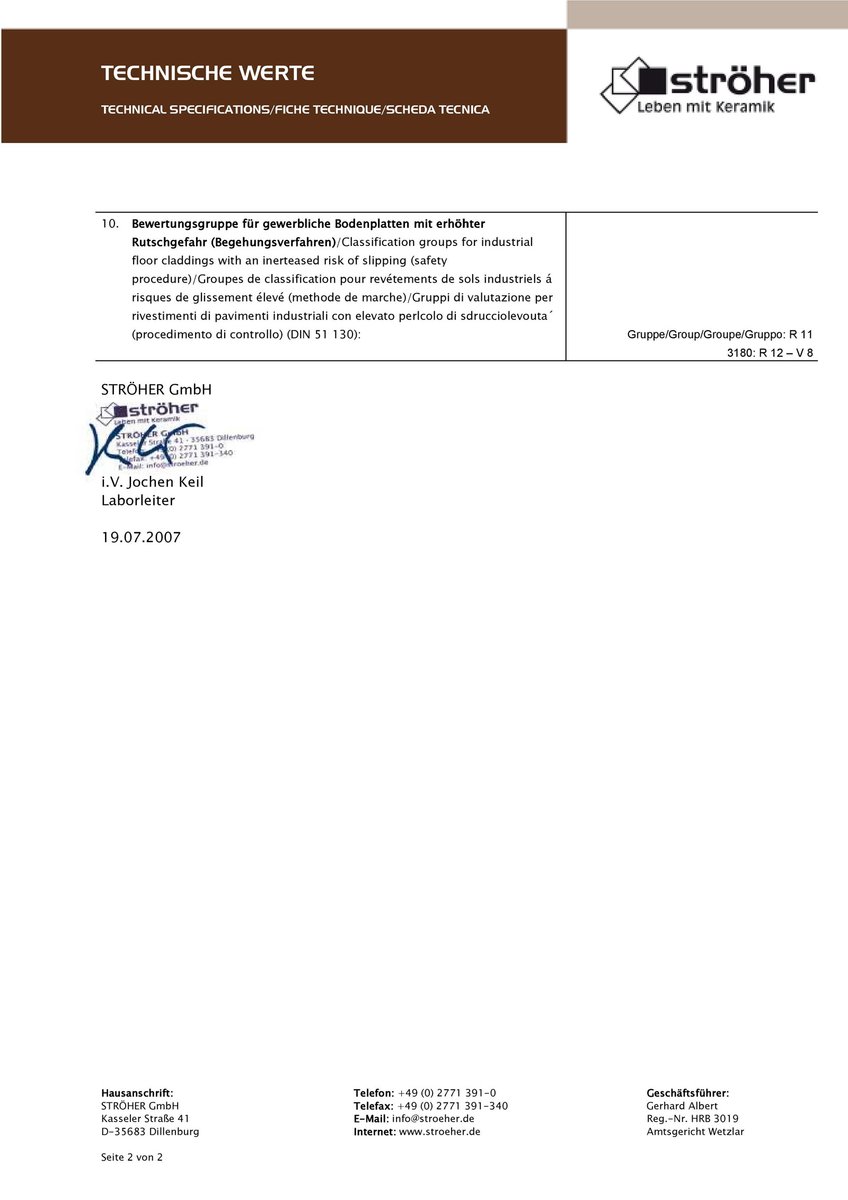 TECHNISCHE WERTE
TECHNICAL SPECIFICATIONS/FICHE TECHNIQUE/SCHEDA TECNICA
ströher
Leben mit Keramik
10. Bewertungsgruppe für gewerbliche Bodenplatten mit erhöhter
Rutschgefahr (Begehungsverfahren)/Classification groups for industrial
floor claddings with an inerteased risk of slipping (safety
procedure)/Groupes de classification pour revétements de sols industriels á
risques de glissement élevé (methode de marche)/Gruppi di valutazione per
rivestimenti di pavimenti industriali con elevato perlcolo di sdrucciolevouta´
(procedimento di controllo) (DIN 51 130):
Gruppe/Group/Groupe/Gruppo: R 11
3180: R 12 – V 8
STRÖHER GmbH
ströher
Leben mit Keramik
STRÖHER GmbH
Kasseler Straße 41 - 35683 Dillenburg
Telefon: +49 (0) 2771 391-0
Telefax: +49 (0) 2771 391-340
E-Mail: info@stroeher.de
i.V. Jochen Keil
Laborleiter
19.07.2007
Hausanschrift:
STRÖHER GmbH
Kasseler Straße 41
D-35683 Dillenburg
Telefon: +49 (0) 2771 391-0
Telefax: +49 (0) 2771 391-340
E-Mail: info@stroeher.de
Internet: www.stroeher.de
Geschäftsführer:
Gerhard Albert
Reg.-Nr. HRB 3019
Amtsgericht Wetzlar
Seite 2 von 2